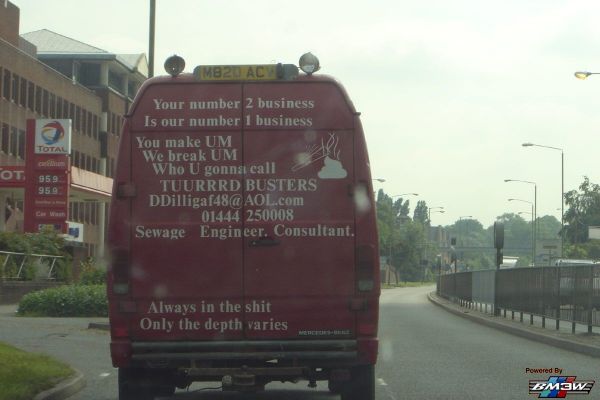 M820 ACV
Your number 2 business
Is our number 1 business
You make UM
We break UM
Who U gonna call
TUURRRD BUSTERS
DDilligaf48@AOL.com
01444 250008
Sewage Engineer. Consultant.
Always in the shit
Only the depth varies
MERCEDES-BENZ
TOTAL
TOTAL
95.9
95.9
Car Wash
Powered By
BMW